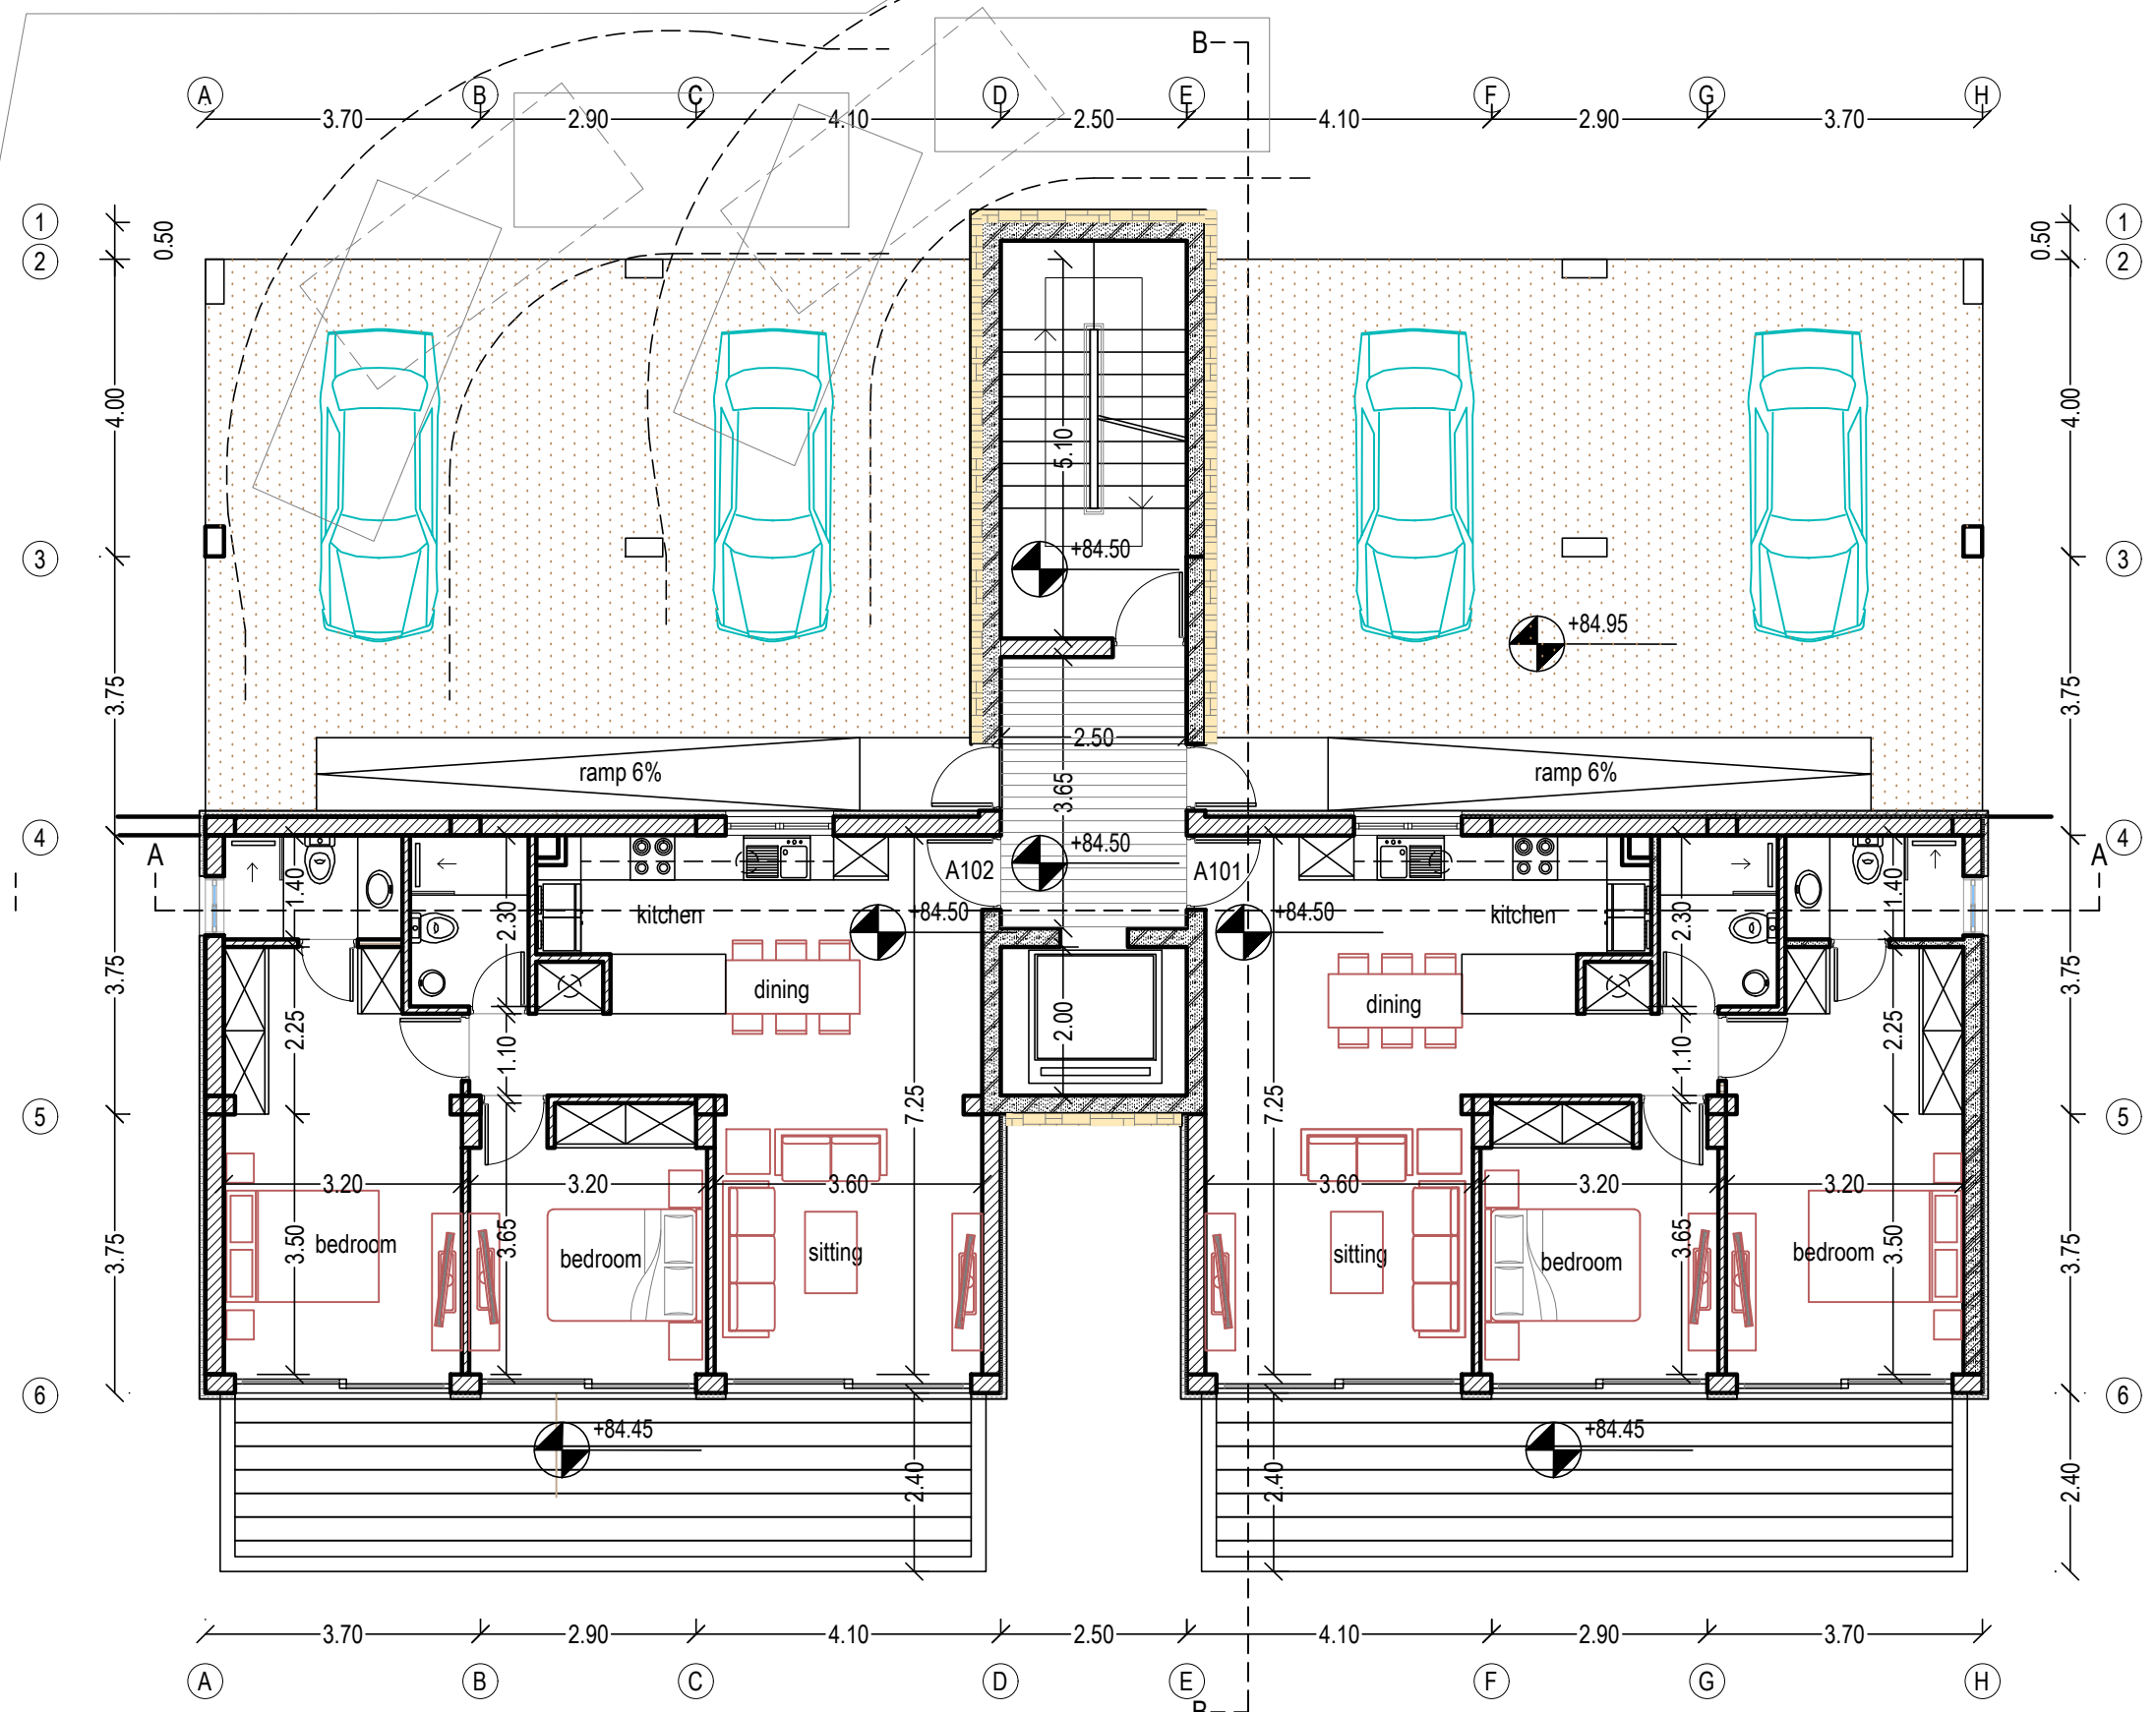 B
A B C D E F G H
3.70 2.90 4.10 2.50 4.10 2.90 3.70
1 0.50 0.50 1
2 2
4.00 5.10 4.00
+84.50
3 3
+84.95
3.75 3.75
2.50
ramp 6% ramp 6%
3.65
4 4
A +84.50 A
A102 A101
1.40 2.30 kitchen +84.50 +84.50 kitchen 2.30 1.40
3.75 3.75
dining dining
2.25 1.10 2.00 1.10 2.25
7.25 7.25
5 5
3.20 3.20 3.60 3.60 3.20 3.20
3.50 bedroom 3.65 bedroom sitting sitting bedroom 3.65 bedroom 3.50
3.75 3.75
6 6
+84.45 +84.45
2.40 2.40 2.40
3.70 2.90 4.10 2.50 4.10 2.90 3.70
A B C D E F G H
B